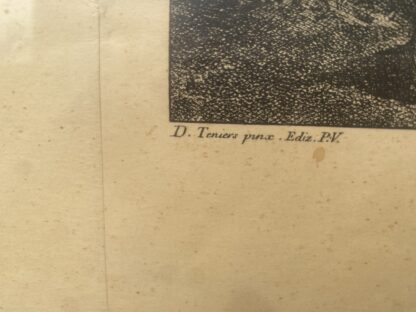 D. Teniers pinx. Ediz. P.V.